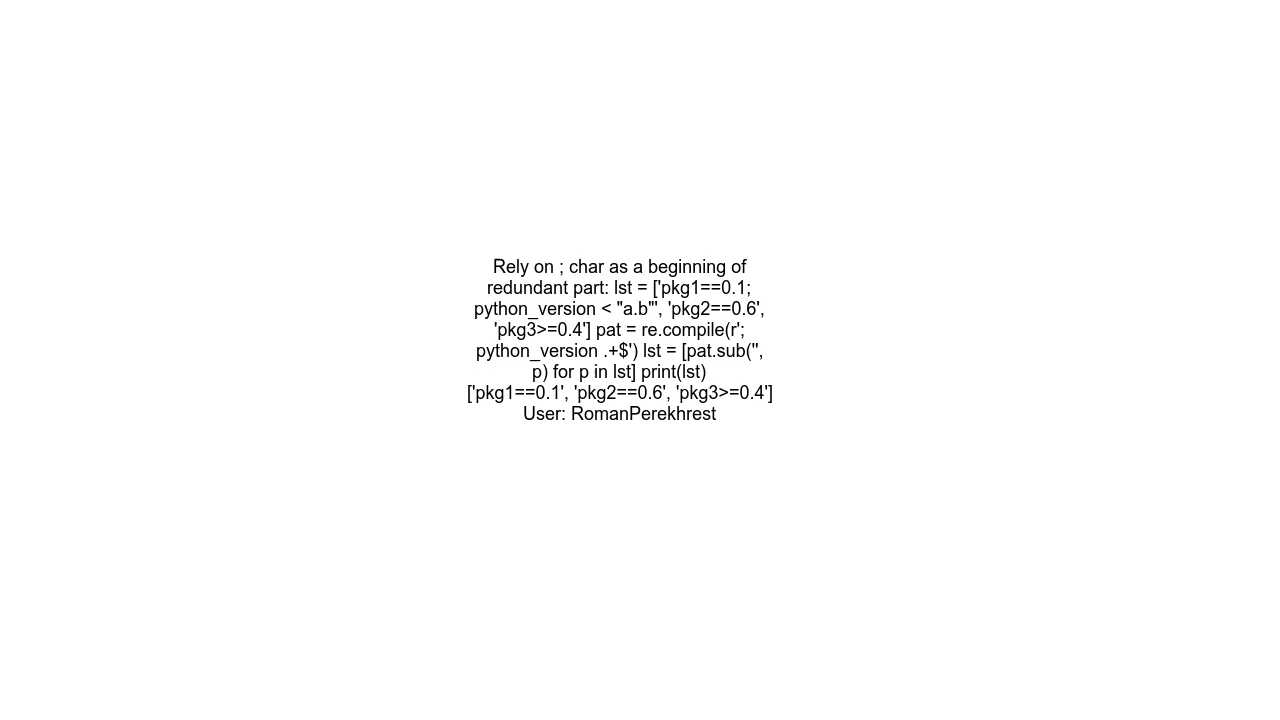 Rely on ; char as a beginning of
redundant part: lst = ['pkg1==0.1;
python_version < "a.b"', 'pkg2==0.6',
'pkg3>=0.4'] pat = re.compile(r';
python_version .+$') lst = [pat.sub('',
p) for p in lst] print(lst)
['pkg1==0.1', 'pkg2==0.6', 'pkg3>=0.4']
User: RomanPerekhrest